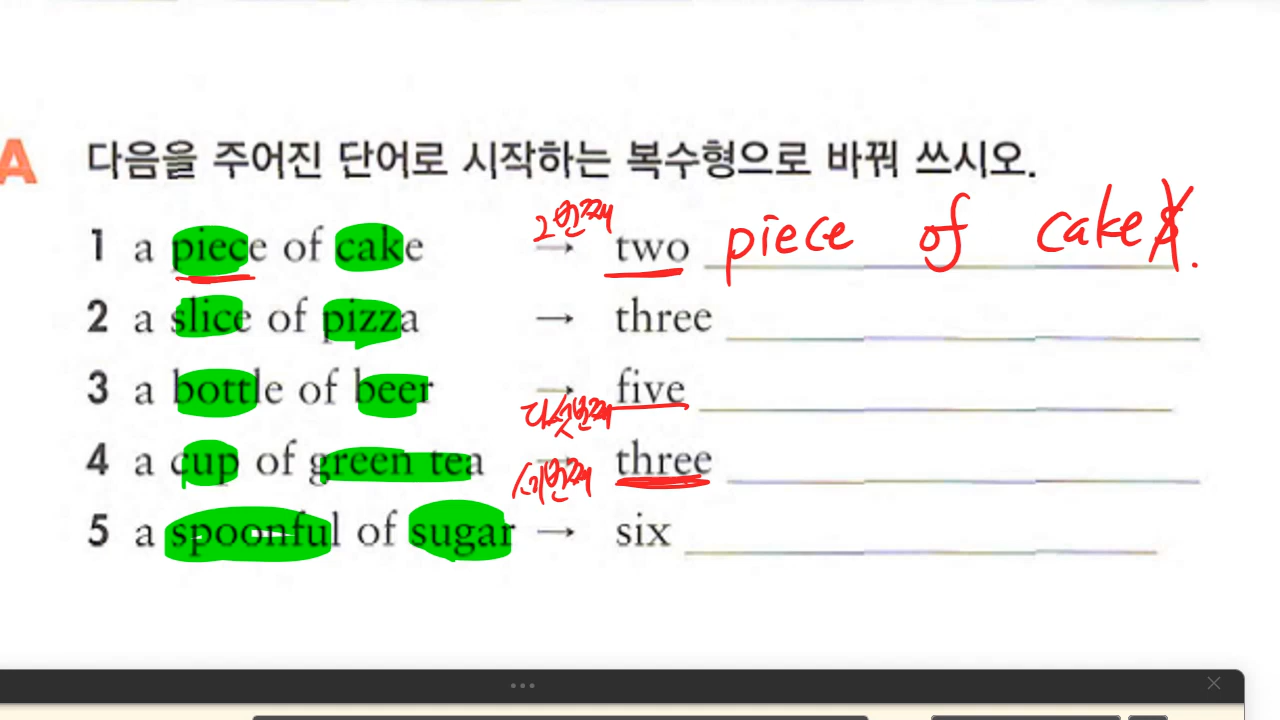 A 다음을 주어진 단어로 시작하는 복수형으로 바꿔 쓰시오.
2번째
1 a piece of cake → two piece of cakes.
2 a slice of pizza → three
3 a bottle of beer → five
다섯번째
4 a cup of green tea → three
세번째
5 a spoonful of sugar → six